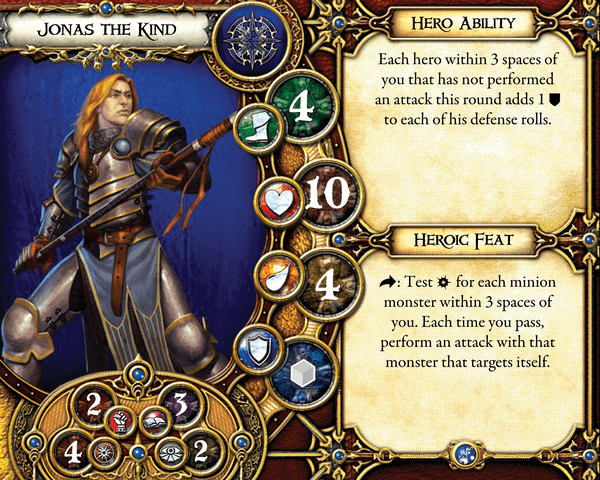 Jonas the Kind
4
10
4
2
3
4
2
Hero Ability
Each hero within 3 spaces of
you that has not performed
an attack this round adds 1
to each of his defense rolls.
Heroic Feat
: Test for each minion
monster within 3 spaces of
you. Each time you pass,
perform an attack with that
monster that targets itself.